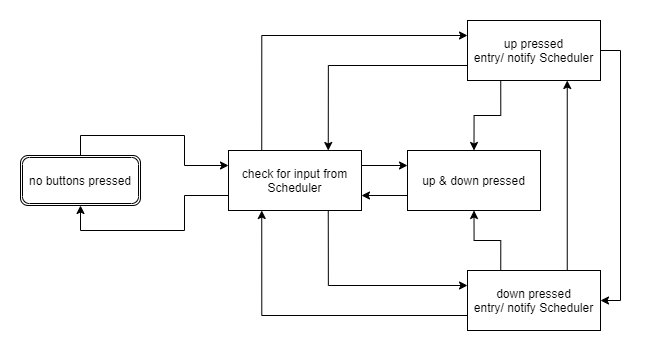 up pressed
entry/ notify Scheduler
no buttons pressed
check for input from
Scheduler
up & down pressed
down pressed
entry/ notify Scheduler